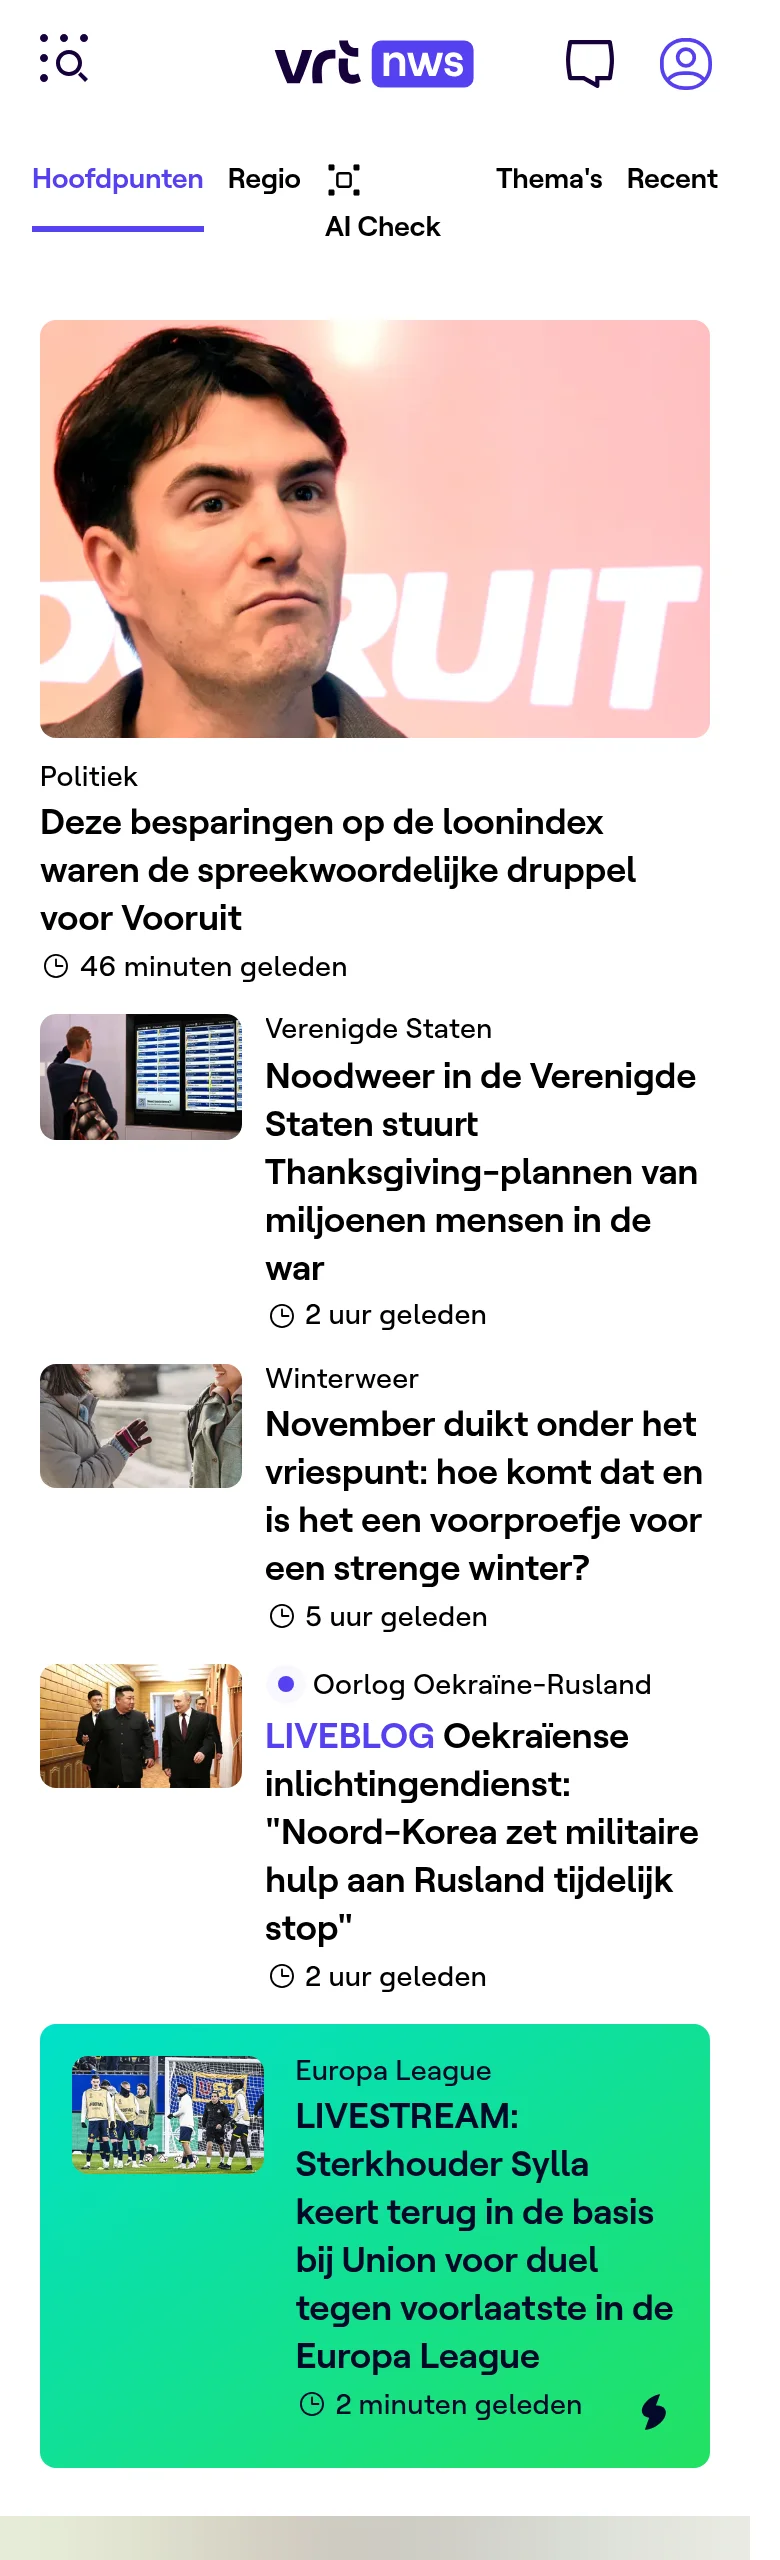 vrt nws
Hoofdpunten Regio AI Check Thema's Recent
RUIT
Politiek
Deze besparingen op de loonindex
waren de spreekwoordelijke druppel
voor Vooruit
46 minuten geleden
Verenigde Staten
Noodweer in de Verenigde
Staten stuurt
Thanksgiving-plannen van
miljoenen mensen in de
war
2 uur geleden
Winterweer
November duikt onder het
vriespunt: hoe komt dat en
is het een voorproefje voor
een strenge winter?
5 uur geleden
Oorlog Oekraïne-Rusland
LIVEBLOG Oekraïense
inlichtingendienst:
"Noord-Korea zet militaire
hulp aan Rusland tijdelijk
stop"
2 uur geleden
Europa League
LIVESTREAM:
Sterkhouder Sylla
keert terug in de basis
bij Union voor duel
tegen voorlaatste in de
Europa League
2 minuten geleden